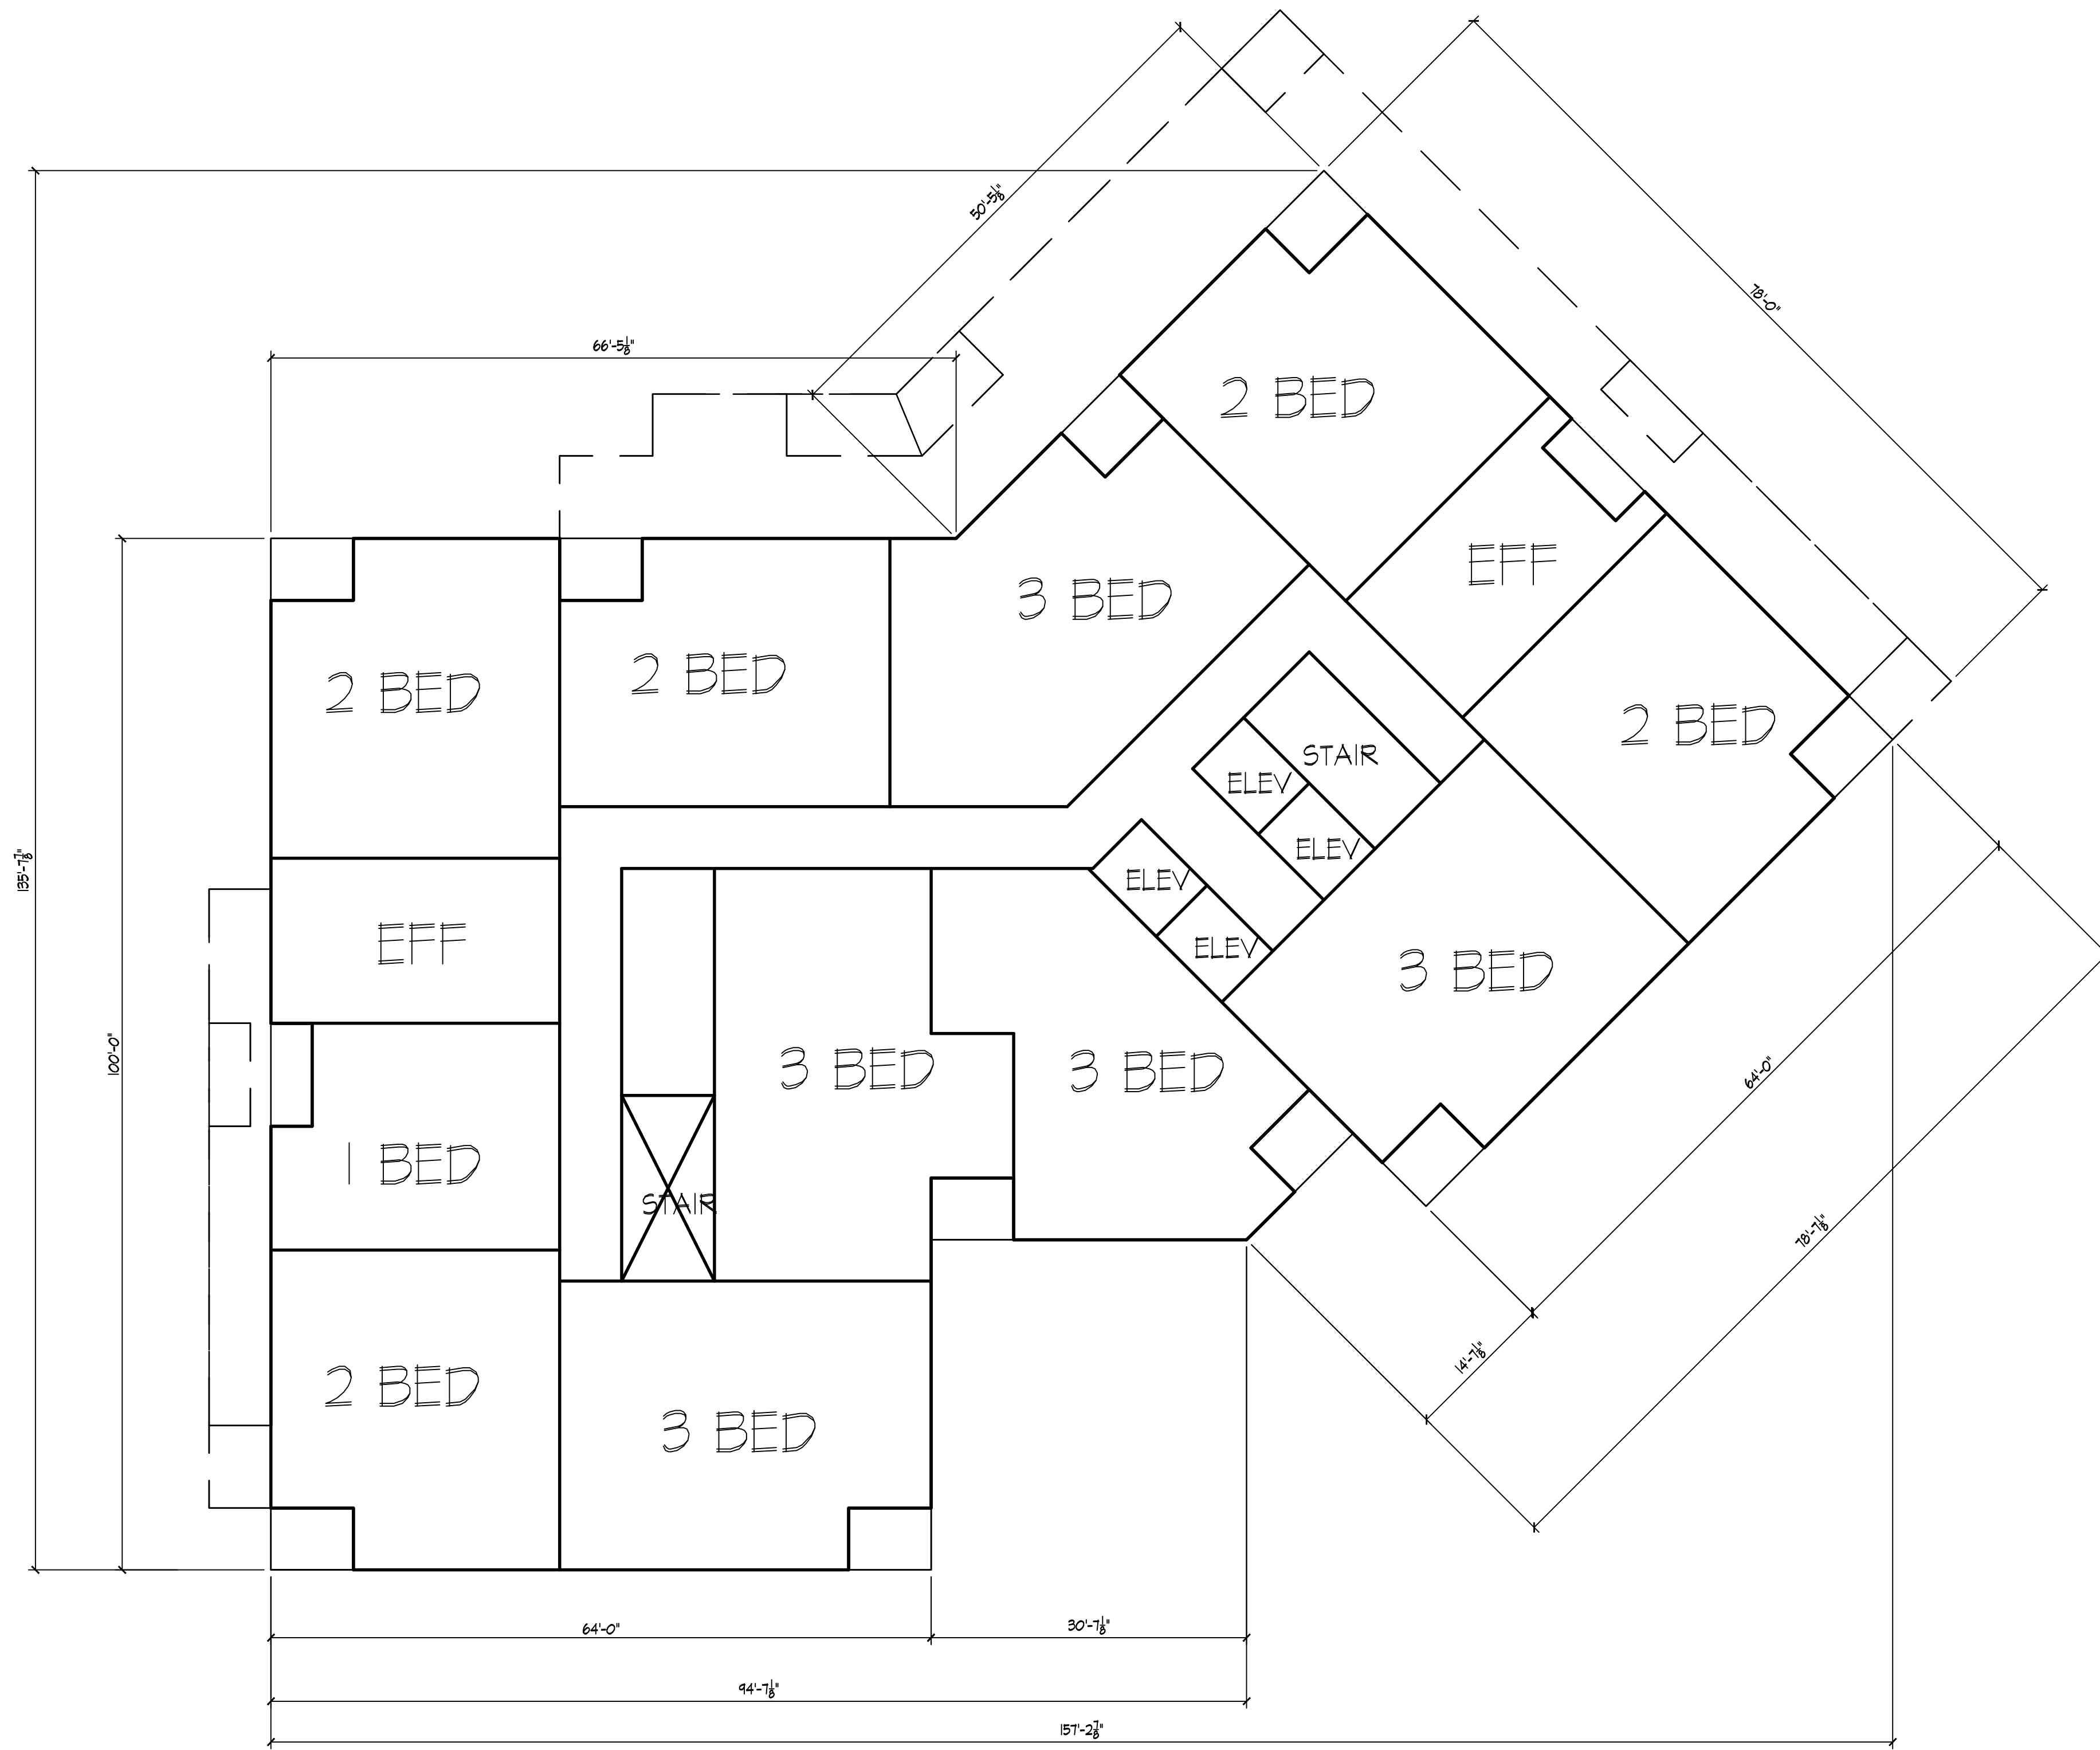 50'-5⅛"
78'-0"
66'-5⅛"
2 BED
EFF
3 BED
2 BED
2 BED
2 BED
STAIR
ELEV
ELEV
135'-7⅞"
ELEV
EFF
ELEV
3 BED
100'-0"
3 BED
3 BED
64'-0"
1 BED
STAIR
78'-7⅛"
14'-7⅛"
2 BED
3 BED
64'-0"
30'-7⅛"
94'-7⅛"
157'-2⅞"